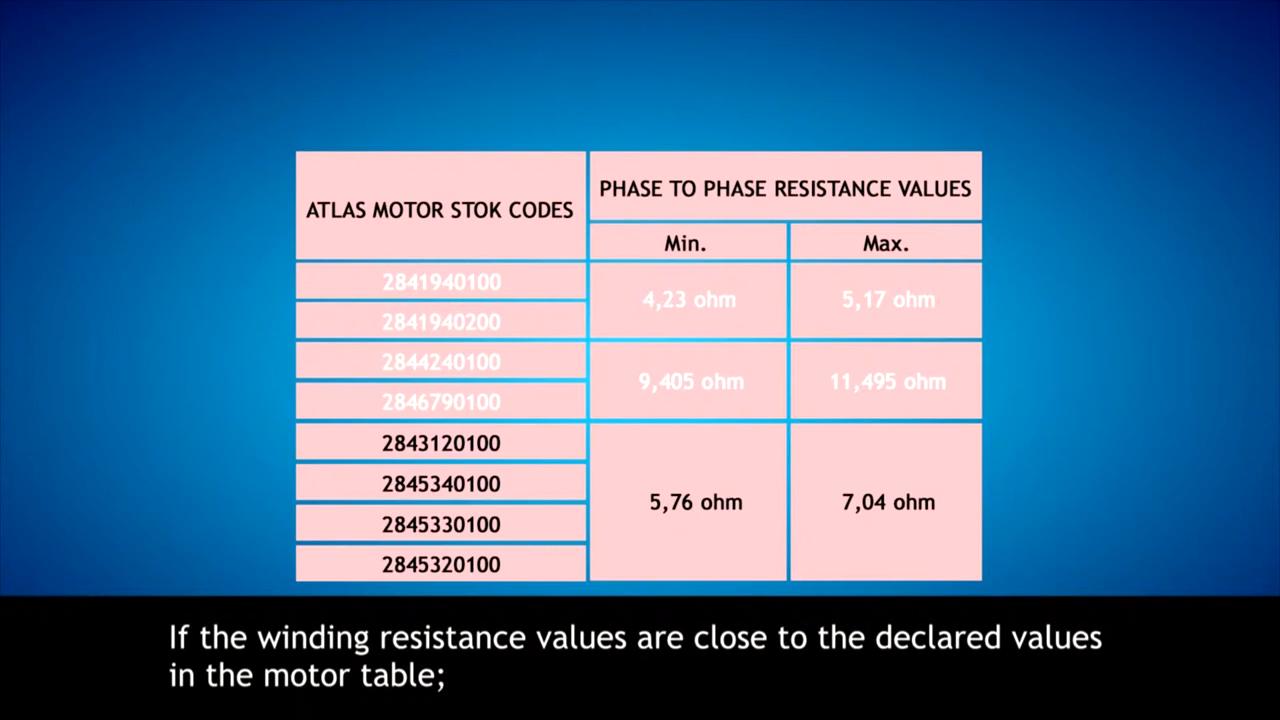 ATLAS MOTOR STOK CODES
PHASE TO PHASE RESISTANCE VALUES
Min.
Max.
2841940100
2841940200
4,23 ohm
5,17 ohm
2844240100
2846790100
9,405 ohm
11,495 ohm
2843120100
2845340100
2845330100
2845320100
5,76 ohm
7,04 ohm
If the winding resistance values are close to the declared values
in the motor table;